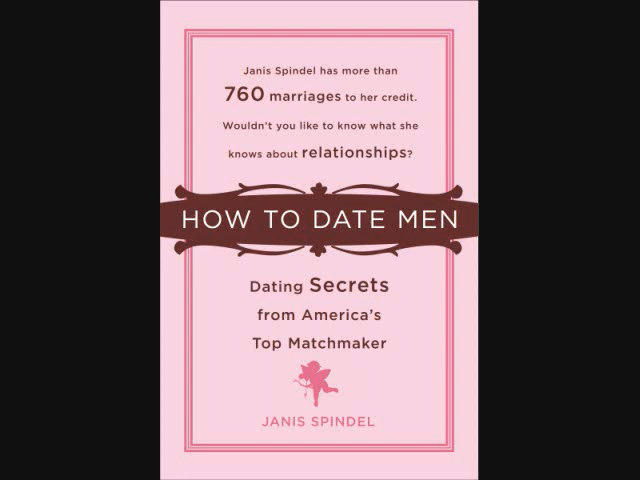 Janis Spindel has more than
760 marriages to her credit.
Wouldn't you like to know what she
knows about relationships?
HOW TO DATE MEN
Dating Secrets
from America's
Top Matchmaker
JANIS SPINDEL